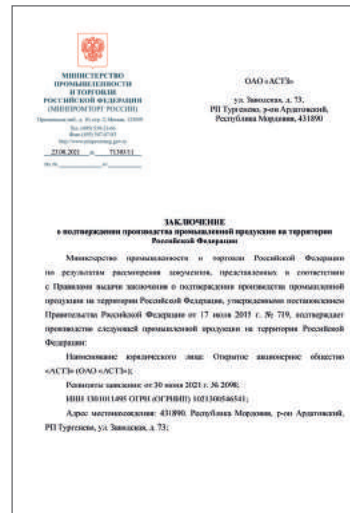 МИНИСТЕРСТВО
ПРОМЫШЛЕННОСТИ
И ТОРГОВЛИ
РОССИЙСКОЙ ФЕДЕРАЦИИ
(МИНПРОМТОРГ РОССИИ)
ОАО «АСТЗ»
ул. Заводская, д. 73,
РП Тургенево, р-он Ардатовский,
Республика Мордовия, 431890
ЗАКЛЮЧЕНИЕ
о подтверждении производства промышленной продукции на территории
Российской Федерации
Министерство промышленности и торговли Российской Федерации
по результатам рассмотрения документов, представленных в соответствии
с Правилами выдачи заключения о подтверждении производства промышленной
продукции на территории Российской Федерации, утвержденными постановлением
Правительства Российской Федерации от 17 июля 2015 г. № 719, подтверждает
производство следующей промышленной продукции на территории Российской
Федерации:
Наименование юридического лица: Открытое акционерное общество
«АСТЗ» (ОАО «АСТЗ»);
Реквизиты заявления: от 30 июня 2021 г. № 2098;
ИНН 1301011495 ОГРН (ОГРНИП) 1021300546541;
Адрес местонахождения: 431890, Республика Мордовия, р-он Ардатовский,
РП Тургенево, ул. Заводская, д. 73;